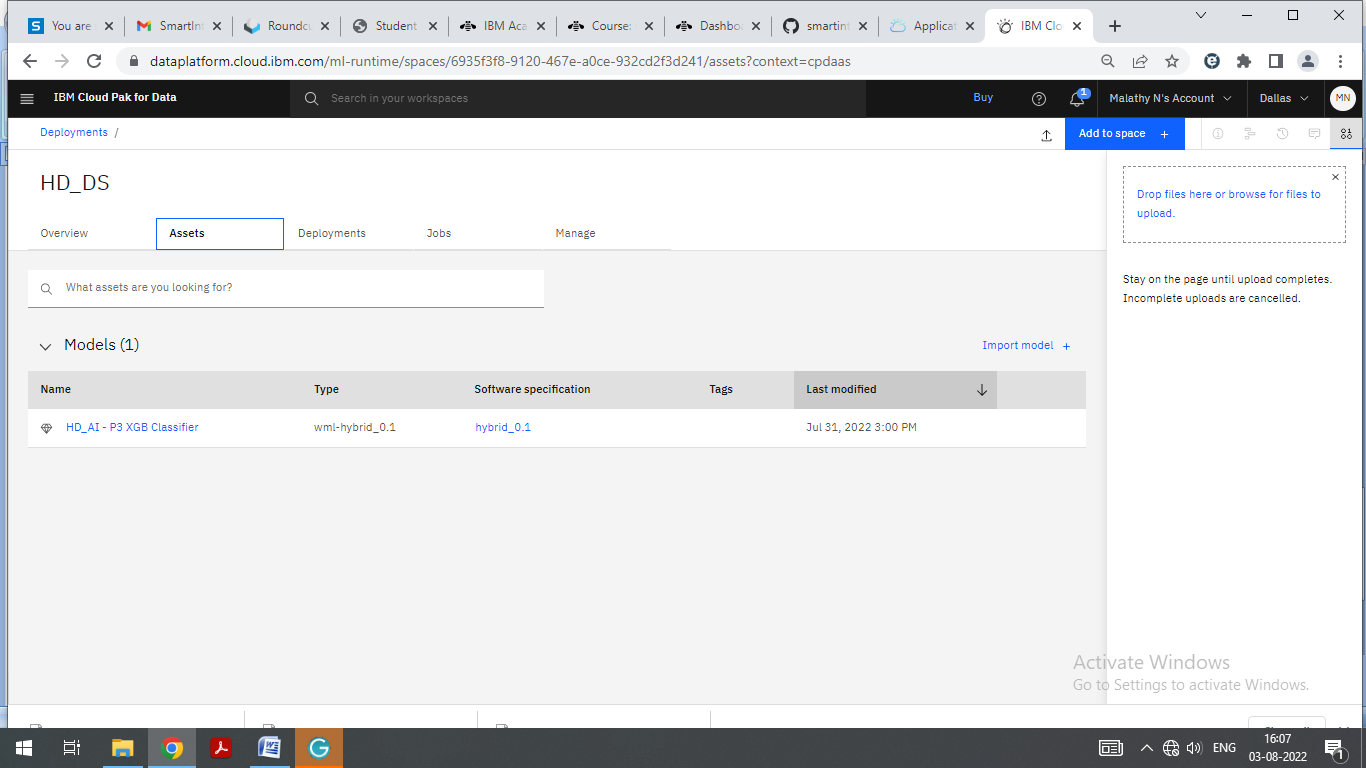 You are
SmartInt
Roundcu
Student
IBM Aca
Course:
Dashbo
smartint
Applicat
IBM Clo
dataplatform.cloud.ibm.com/ml-runtime/spaces/6935f3f8-9120-467e-a0ce-932cd2f3d241/assets?context=cpdaas
IBM Cloud Pak for Data
Search in your workspaces
Buy
1
Malathy N's Account
Dallas
MN
Deployments /
Add to space +
HD_DS
Drop files here or browse for files to
upload.
Overview
Assets
Deployments
Jobs
Manage
Stay on the page until upload completes.
Incomplete uploads are cancelled.
What assets are you looking for?
Models (1)
Import model +
Name
Type
Software specification
Tags
Last modified
HD_AI - P3 XGB Classifier
wml-hybrid_0.1
hybrid_0.1
Jul 31, 2022 3:00 PM
Activate Windows
Go to Settings to activate Windows.
ENG
16:07
03-08-2022
1